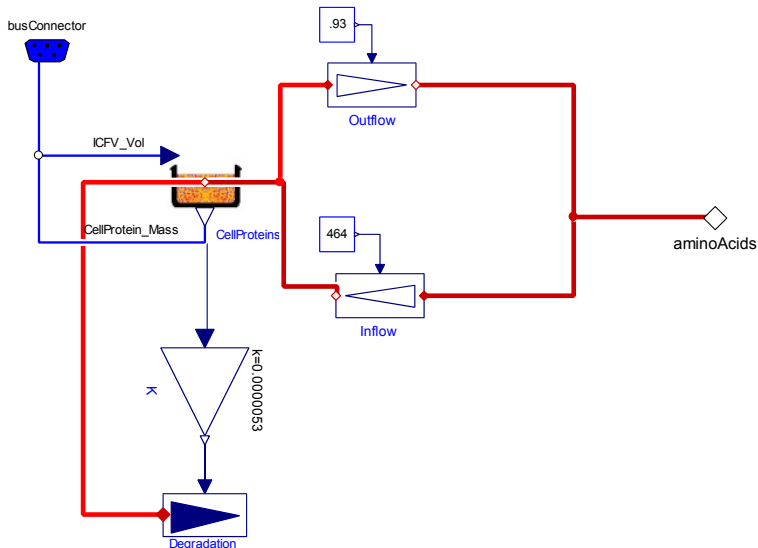 busConnector
.93
Outflow
ICFV_Vol
CellProtein_Mass
CellProteins
464
aminoAcids
Inflow
k=0.0000053
K
Degradation